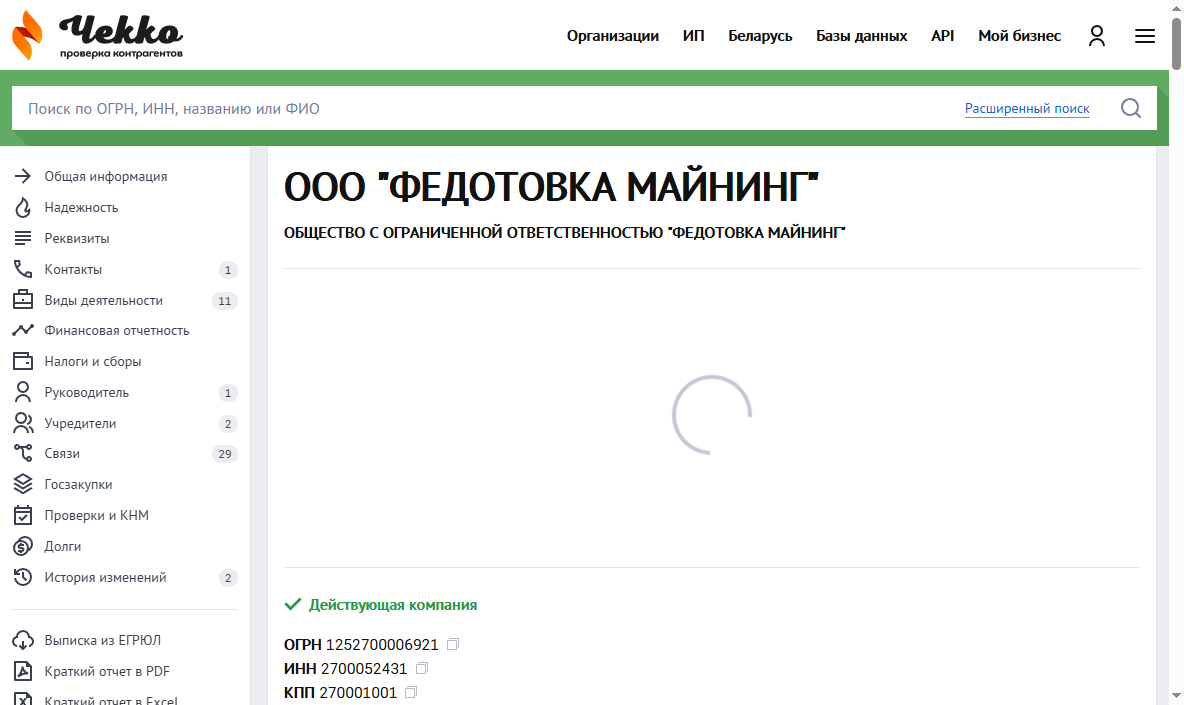 Чекко
проверка контрагентов
Организации ИП Беларусь Базы данных API Мой бизнес
Поиск по ОГРН, ИНН, названию или ФИО
Расширенный поиск
Общая информация
Надежность
Реквизиты
Контакты 1
Виды деятельности 11
Финансовая отчетность
Налоги и сборы
Руководитель 1
Учредители 2
Связи 29
Госзакупки
Проверки и КНМ
Долги
История изменений 2
Выписка из ЕГРЮЛ
Краткий отчет в PDF
Краткий отчет в Excel
ООО "ФЕДОТОВКА МАЙНИНГ"
ОБЩЕСТВО С ОГРАНИЧЕННОЙ ОТВЕТСТВЕННОСТЬЮ "ФЕДОТОВКА МАЙНИНГ"
Действующая компания
ОГРН 1252700006921
ИНН 2700052431
КПП 270001001